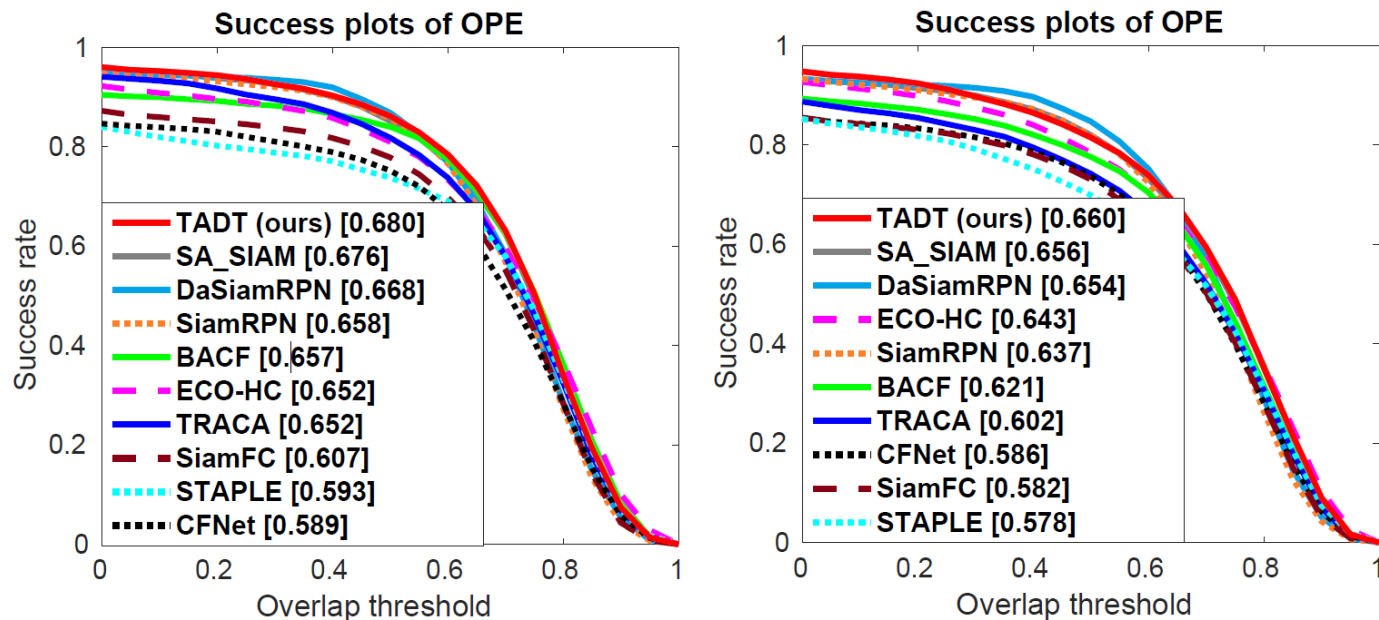 Success plots of OPE
1
0.8
0.6
0.4
0.2
0
Success rate
TADT (ours) [0.680]
SA_SIAM [0.676]
DaSiamRPN [0.668]
SiamRPN [0.658]
BACF [0.657]
ECO-HC [0.652]
TRACA [0.652]
SiamFC [0.607]
STAPLE [0.593]
CFNet [0.589]
0 0.2 0.4 0.6 0.8 1
Overlap threshold
Success plots of OPE
1
0.8
0.6
0.4
0.2
0
Success rate
TADT (ours) [0.660]
SA_SIAM [0.656]
DaSiamRPN [0.654]
ECO-HC [0.643]
SiamRPN [0.637]
BACF [0.621]
TRACA [0.602]
CFNet [0.586]
SiamFC [0.582]
STAPLE [0.578]
0 0.2 0.4 0.6 0.8 1
Overlap threshold